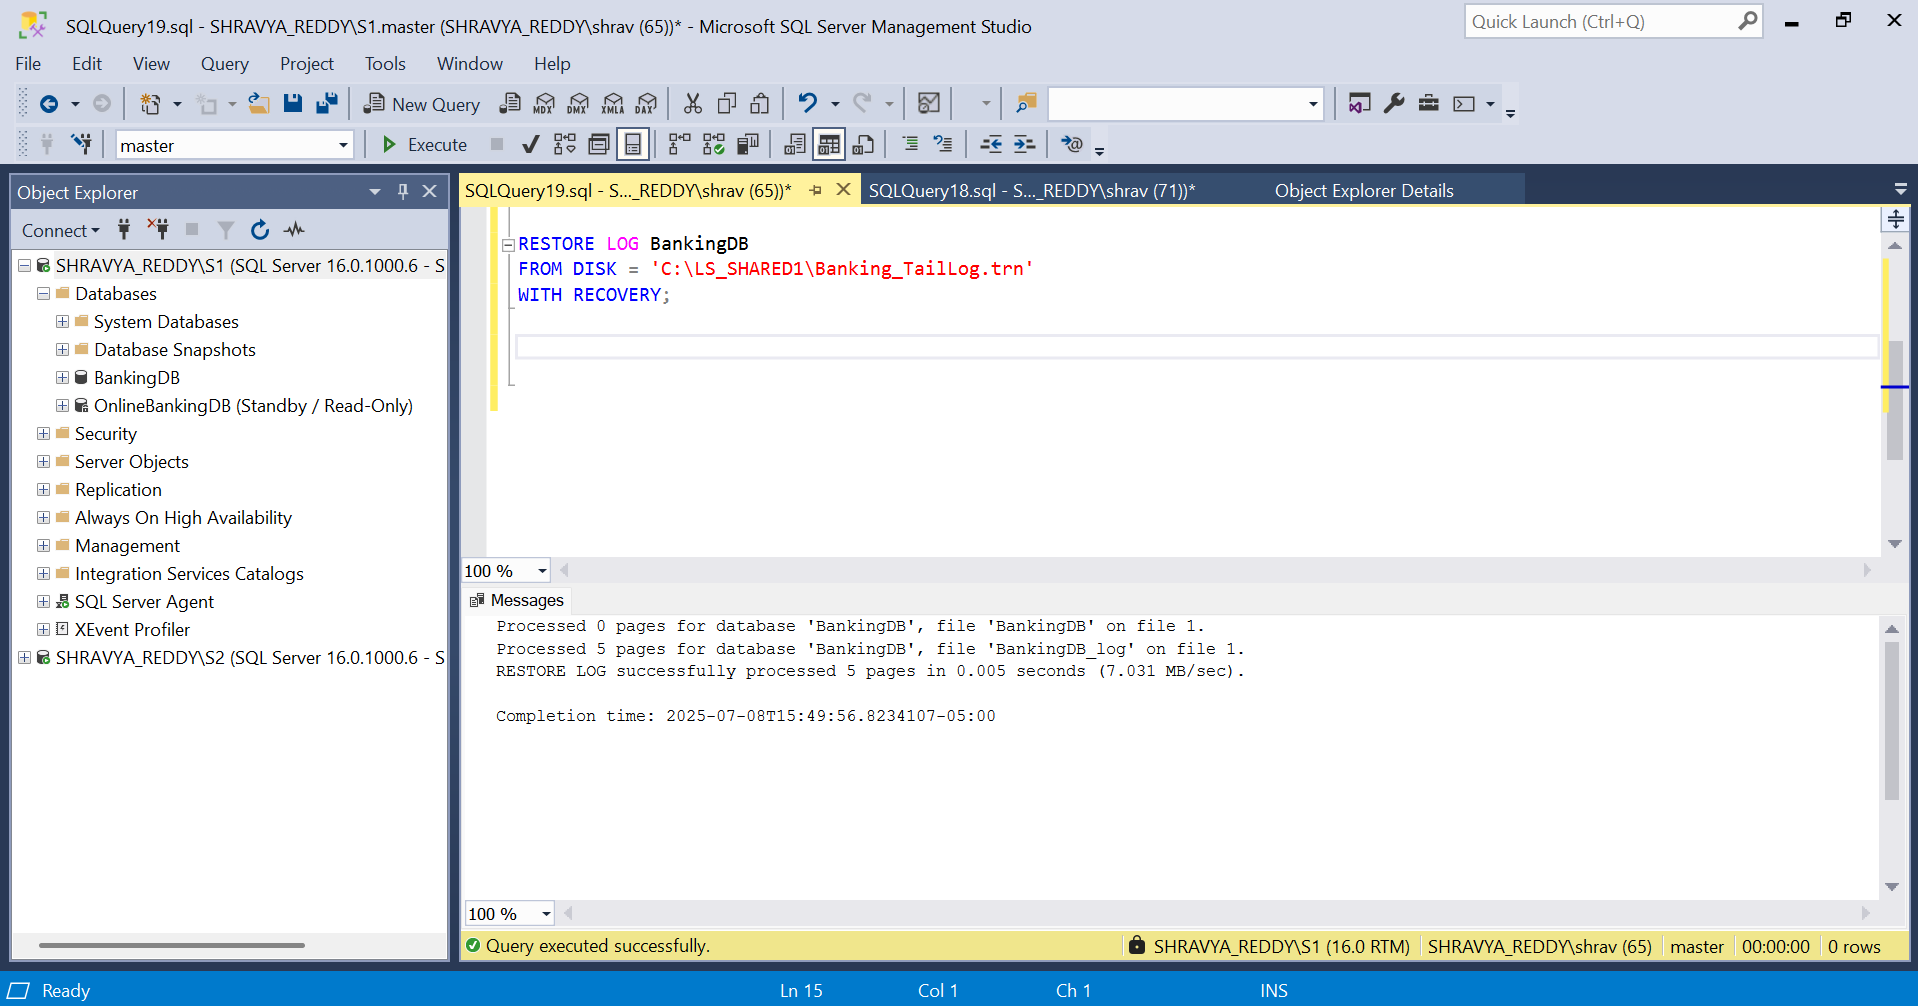 SQLQuery19.sql - SHRAVYA_REDDY\S1.master (SHRAVYA_REDDY\shrav (65))* - Microsoft SQL Server Management Studio
Quick Launch (Ctrl+Q)
File Edit View Query Project Tools Window Help
New Query MDX DMX XMLA DAX
master Execute
Object Explorer
SQLQuery19.sql - S..._REDDY\shrav (65))* SQLQuery18.sql - S..._REDDY\shrav (71))* Object Explorer Details
Connect
SHRAVYA_REDDY\S1 (SQL Server 16.0.1000.6 - S
Databases
System Databases
Database Snapshots
BankingDB
OnlineBankingDB (Standby / Read-Only)
Security
Server Objects
Replication
Always On High Availability
Management
Integration Services Catalogs
SQL Server Agent
XEvent Profiler
SHRAVYA_REDDY\S2 (SQL Server 16.0.1000.6 - S
RESTORE LOG BankingDB
FROM DISK = 'C:\LS_SHARED1\Banking_TailLog.trn'
WITH RECOVERY;
100 %
Messages
Processed 0 pages for database 'BankingDB', file 'BankingDB' on file 1.
Processed 5 pages for database 'BankingDB', file 'BankingDB_log' on file 1.
RESTORE LOG successfully processed 5 pages in 0.005 seconds (7.031 MB/sec).
Completion time: 2025-07-08T15:49:56.8234107-05:00
100 %
Query executed successfully. SHRAVYA_REDDY\S1 (16.0 RTM) SHRAVYA_REDDY\shrav (65) master 00:00:00 0 rows
Ready Ln 15 Col 1 Ch 1 INS